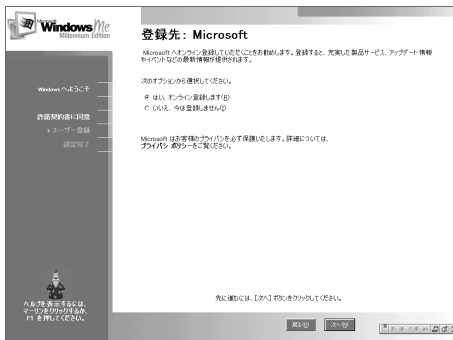 Microsoft
Windows Me
Millennium Edition
登録先: Microsoft
Microsoft へオンライン登録していただくことをお勧めします。登録すると、充実した製品サービス、アップデート情報
やイベントなどの最新情報が提供されます。
次のオプションから選択してください。
はい、オンライン登録します(R)
いいえ、今は登録しません(I)
Microsoft はお客様のプライバシを必ず保護いたします。詳細については、
プライバシ ポリシーをご覧ください。
Windows へようこそ
許諾契約書に同意
ユーザー登録
設定完了
ヘルプを表示するには、
マーリンをクリックするか、
F1 を押してください。
先に進むには、[次へ] ボタンをクリックしてください。
戻る(B)
次へ(N)